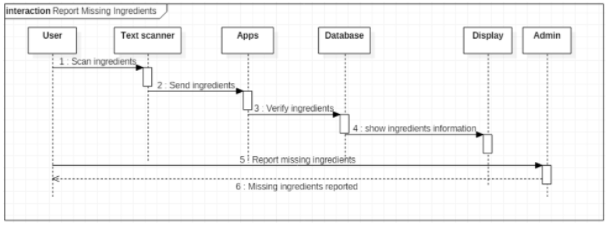 interaction Report Missing Ingredients
User Text scanner Apps Database Display Admin
1 : Scan ingredients
2 : Send ingredients
3 : Verify ingredients
4 : show ingredients information
5 : Report missing ingredients
6 : Missing ingredients reported